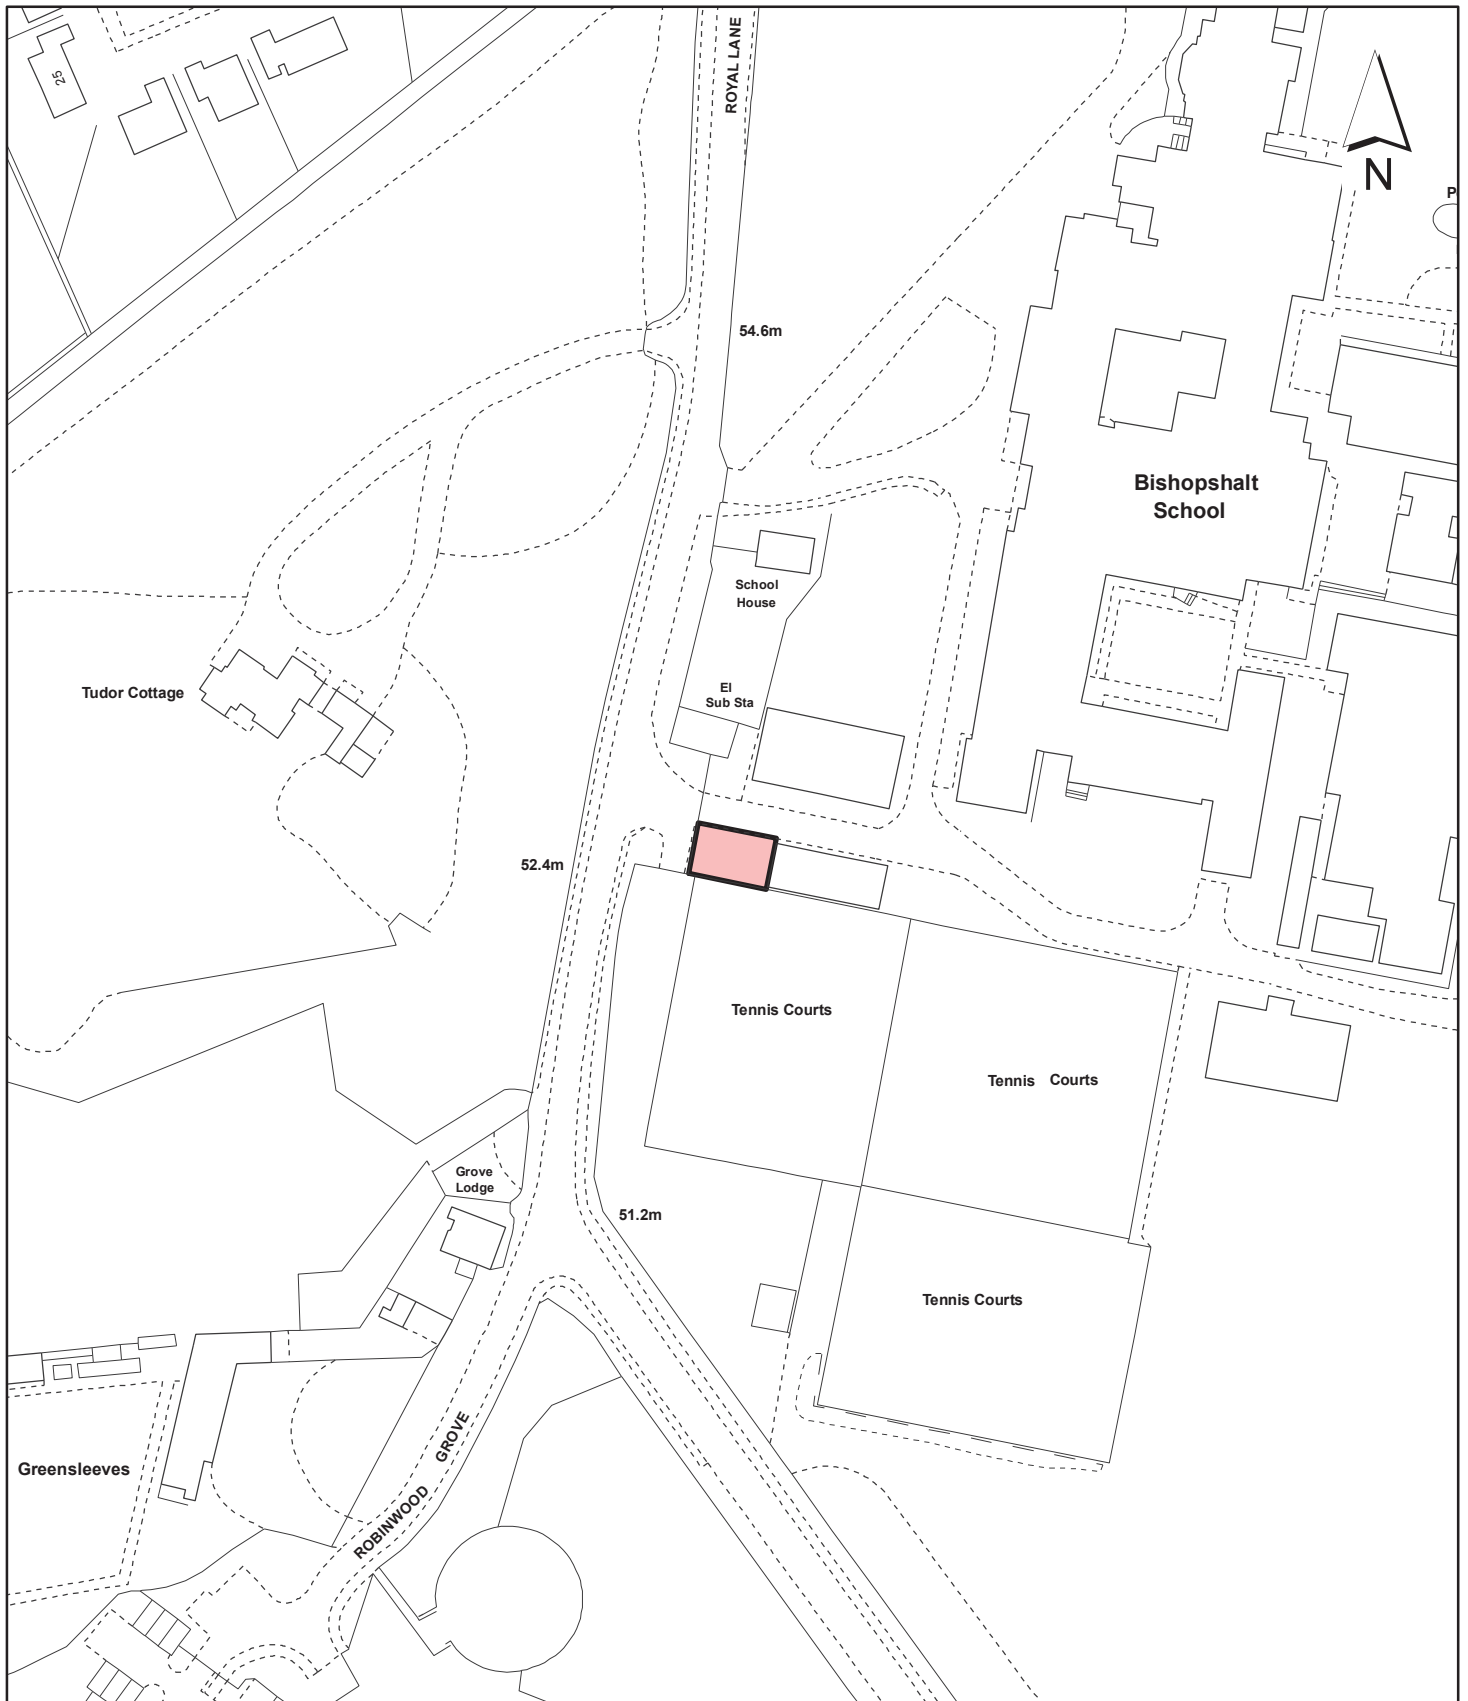 ROYAL LANE
25
N
P
54.6m
Bishopshalt
School
School
House
Tudor Cottage
El
Sub Sta
52.4m
Tennis Courts
Tennis Courts
Grove
Lodge
51.2m
Tennis Courts
ROBINWOOD GROVE
Greensleeves